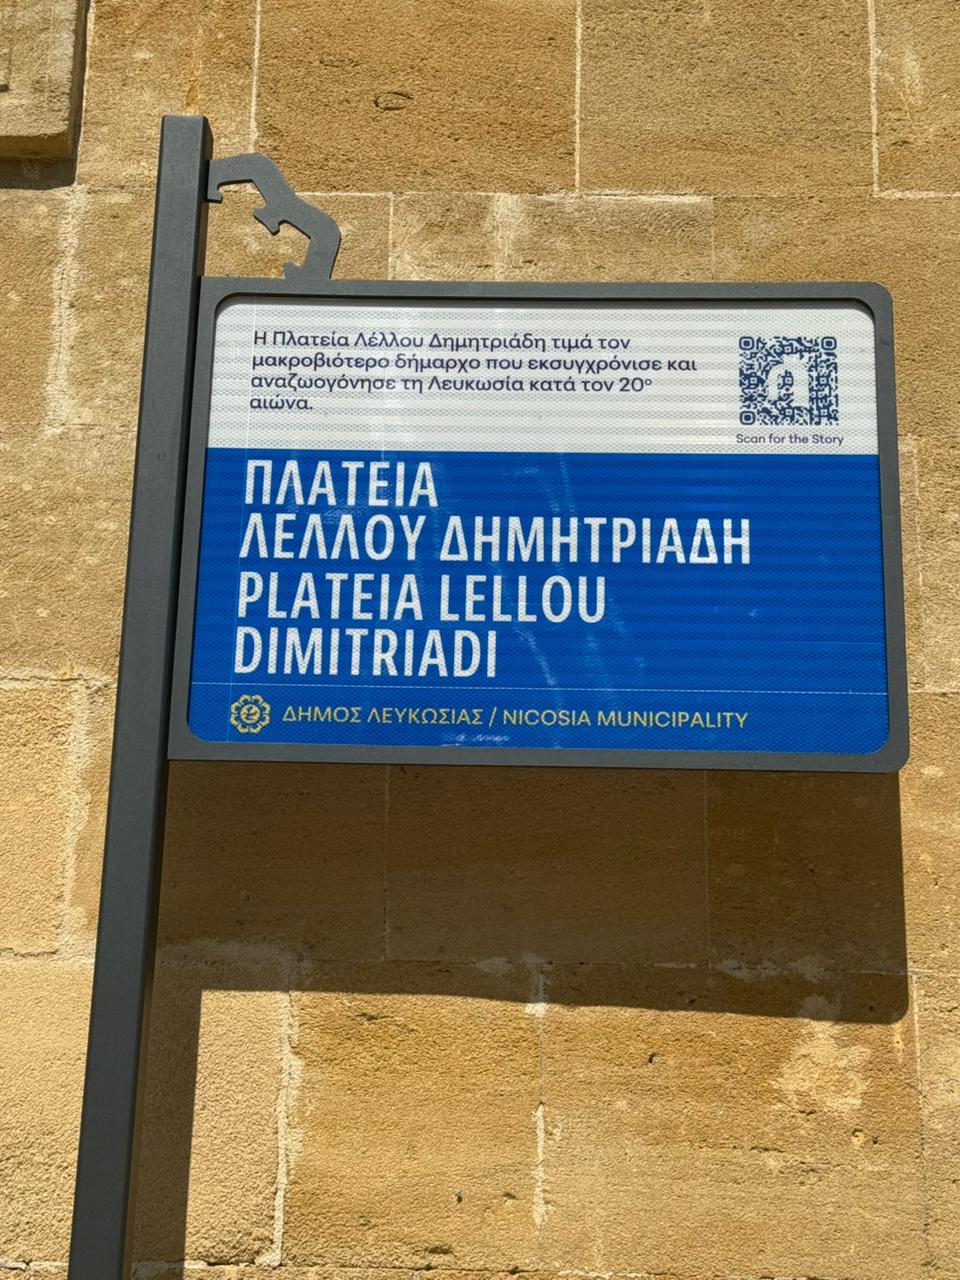 Η Πλατεία Λέλλου Δημητριάδη τιμά τον
μακροβιότερο δήμαρχο που εκσυγχρόνισε και
αναζωογόνησε τη Λευκωσία κατά τον 20º
αιώνα.
Scan for the Story
ΠΛΑΤΕΙΑ
ΛΕΛΛΟΥ ΔΗΜΗΤΡΙΑΔΗ
PLATEIA LELLOU
DIMITRIADI
ΔΗΜΟΣ ΛΕΥΚΩΣΙΑΣ / NICOSIA MUNICIPALITY